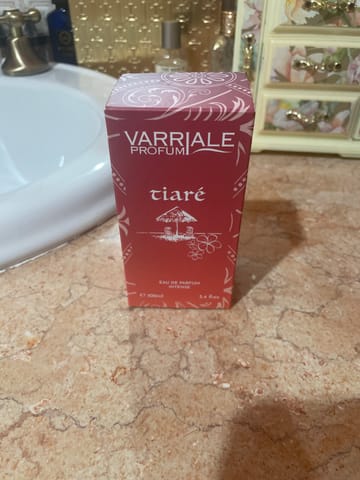 VARRIALE
PROFUMI
tiaré
EAU DE PARFUM
INTENSE
℮ 100ml 3.4 fl.oz